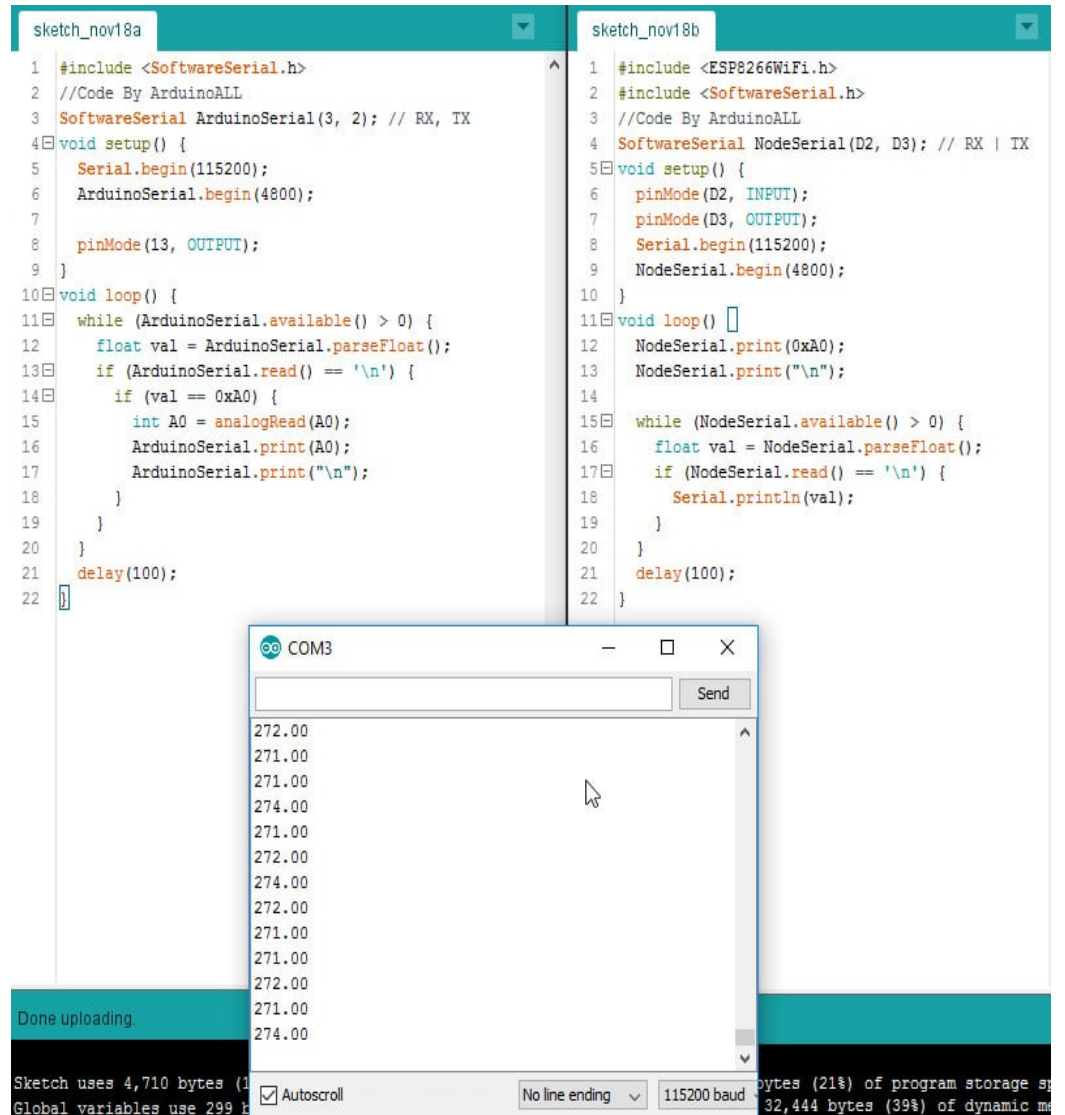 sketch_nov18a
1 #include <SoftwareSerial.h>
2 //Code By ArduinoALL
3 SoftwareSerial ArduinoSerial(3, 2); // RX, TX
4 void setup() {
5 Serial.begin(115200);
6 ArduinoSerial.begin(4800);
7
8 pinMode(13, OUTPUT);
9 }
10 void loop() {
11 while (ArduinoSerial.available() > 0) {
12 float val = ArduinoSerial.parseFloat();
13 if (ArduinoSerial.read() == '\n') {
14 if (val == 0xA0) {
15 int A0 = analogRead(A0);
16 ArduinoSerial.print(A0);
17 ArduinoSerial.print("\n");
18 }
19 }
20 }
21 delay(100);
22 }
sketch_nov18b
1 #include <ESP8266WiFi.h>
2 #include <SoftwareSerial.h>
3 //Code By ArduinoALL
4 SoftwareSerial NodeSerial(D2, D3); // RX | TX
5 void setup() {
6 pinMode(D2, INPUT);
7 pinMode(D3, OUTPUT);
8 Serial.begin(115200);
9 NodeSerial.begin(4800);
10 }
11 void loop()
12 NodeSerial.print(0xA0);
13 NodeSerial.print("\n");
14
15 while (NodeSerial.available() > 0) {
16 float val = NodeSerial.parseFloat();
17 if (NodeSerial.read() == '\n') {
18 Serial.println(val);
19 }
20 }
21 delay(100);
22 }
COM3
Send
272.00
271.00
271.00
274.00
271.00
272.00
274.00
272.00
271.00
271.00
272.00
271.00
274.00
Autoscroll
No line ending
115200 baud
Done uploading.
Sketch uses 4,710 bytes
Global variables use 299
bytes (21%) of program storage
32,444 bytes (39%) of dynamic